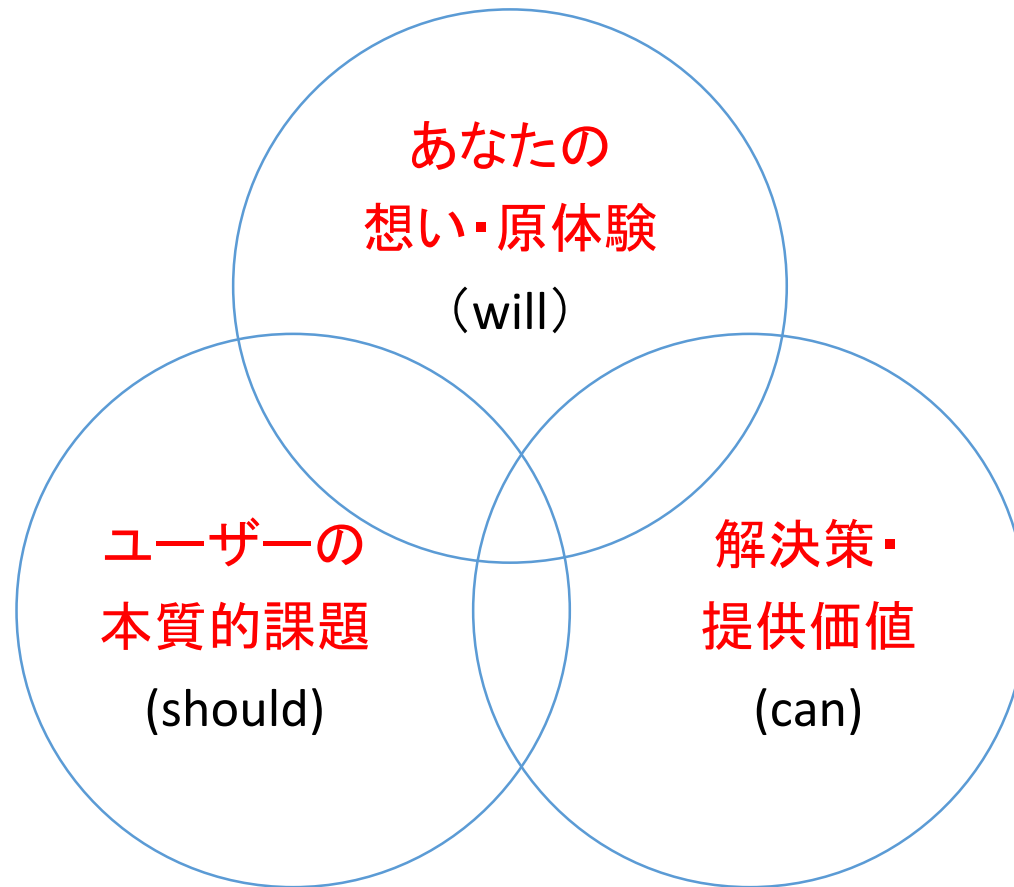 あなたの
想い・原体験
（will）
ユーザーの
本質的課題
(should)
解決策・
提供価値
(can)